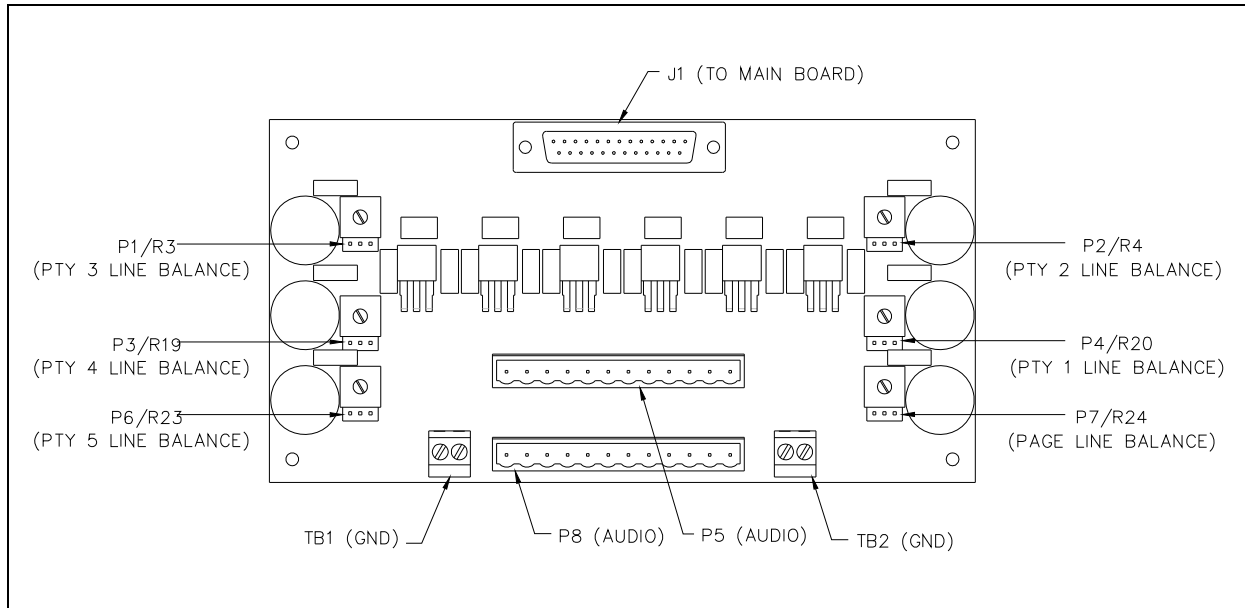 J1 (TO MAIN BOARD)
P1/R3
(PTY 3 LINE BALANCE)
P2/R4
(PTY 2 LINE BALANCE)
P3/R19
(PTY 4 LINE BALANCE)
P4/R20
(PTY 1 LINE BALANCE)
P6/R23
(PTY 5 LINE BALANCE)
P7/R24
(PAGE LINE BALANCE)
TB1 (GND)
P8 (AUDIO)
P5 (AUDIO)
TB2 (GND)